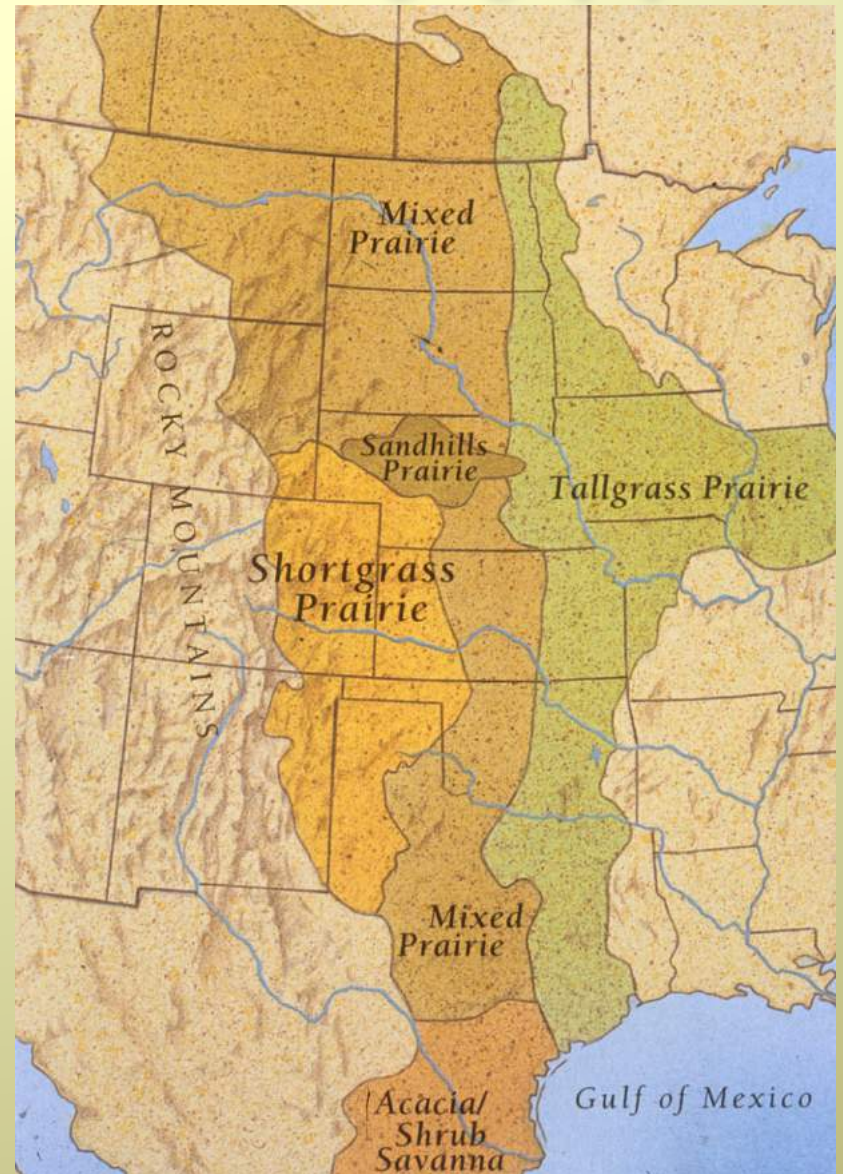 Mixed
Prairie
ROCKY MOUNTAINS
Sandhills
Prairie
Tallgrass Prairie
Shortgrass
Prairie
Mixed
Prairie
Gulf of Mexico
Acacia/
Shrub
Savanna